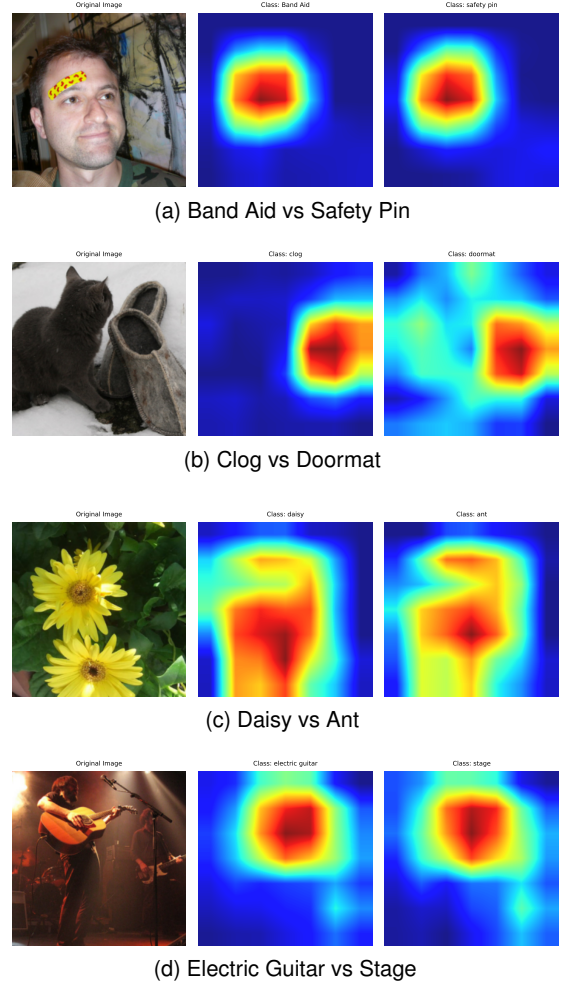 Original Image Class: Band Aid Class: safety pin
(a) Band Aid vs Safety Pin
Original Image Class: clog Class: doormat
(b) Clog vs Doormat
Original Image Class: daisy Class: ant
(c) Daisy vs Ant
Original Image Class: electric guitar Class: stage
(d) Electric Guitar vs Stage